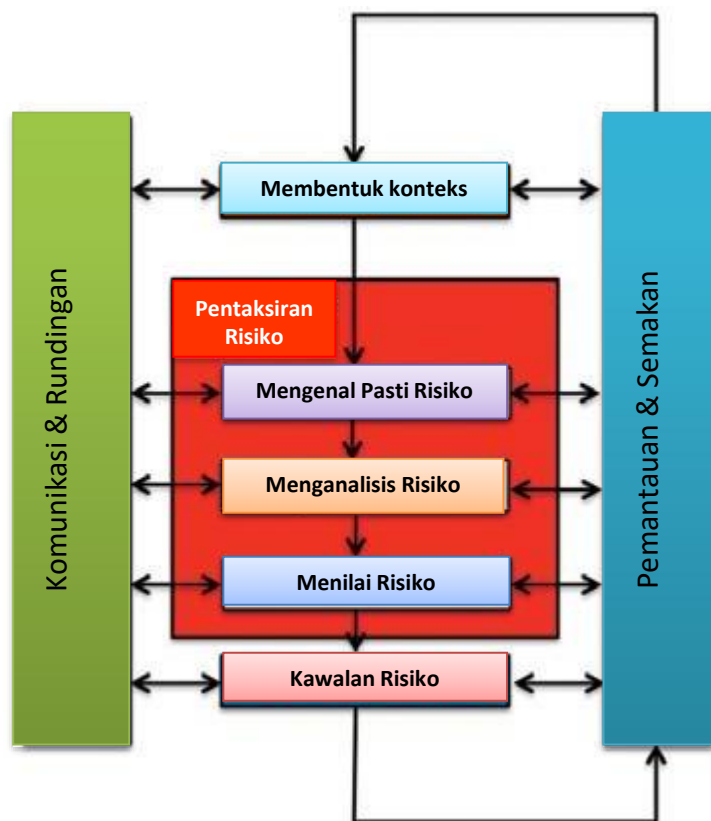 Komunikasi & Rundingan
Membentuk konteks
Pentaksiran
Risiko
Mengenal Pasti Risiko
Menganalisis Risiko
Menilai Risiko
Kawalan Risiko
Pemantauan & Semakan